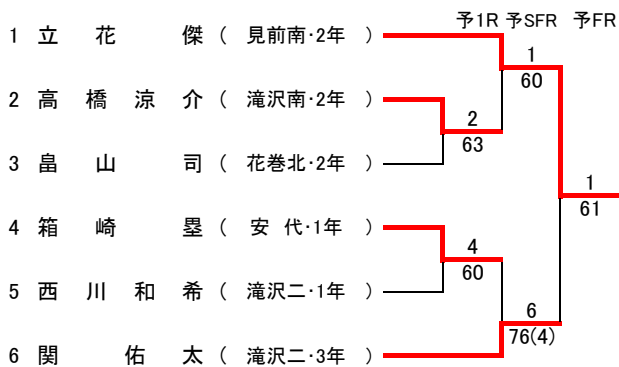 予1R 予SFR 予FR
1 立花 傑 ( 見前南・2年 )
1
60
2 高橋涼介 ( 滝沢南・2年 )
2
63
3 畠山 司 ( 花巻北・2年 )
1
61
4 箱崎 塁 ( 安代・1年 )
4
60
5 西川和希 ( 滝沢二・1年 )
6
76(4)
6 関 佑太 ( 滝沢二・3年 )